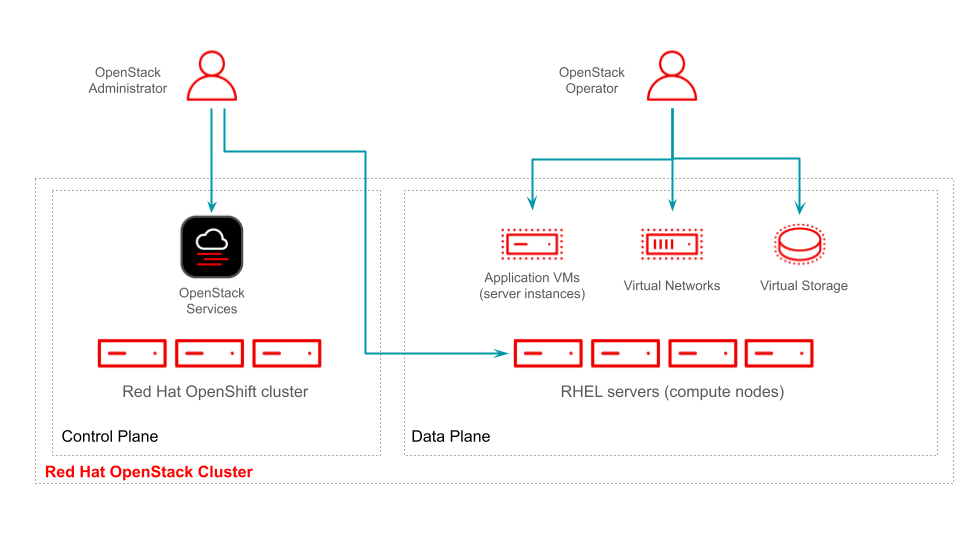 OpenStack
Administrator
OpenStack
Operator
OpenStack
Services
Application VMs
(server instances)
Virtual Networks
Virtual Storage
Red Hat OpenShift cluster
RHEL servers (compute nodes)
Control Plane
Data Plane
Red Hat OpenStack Cluster